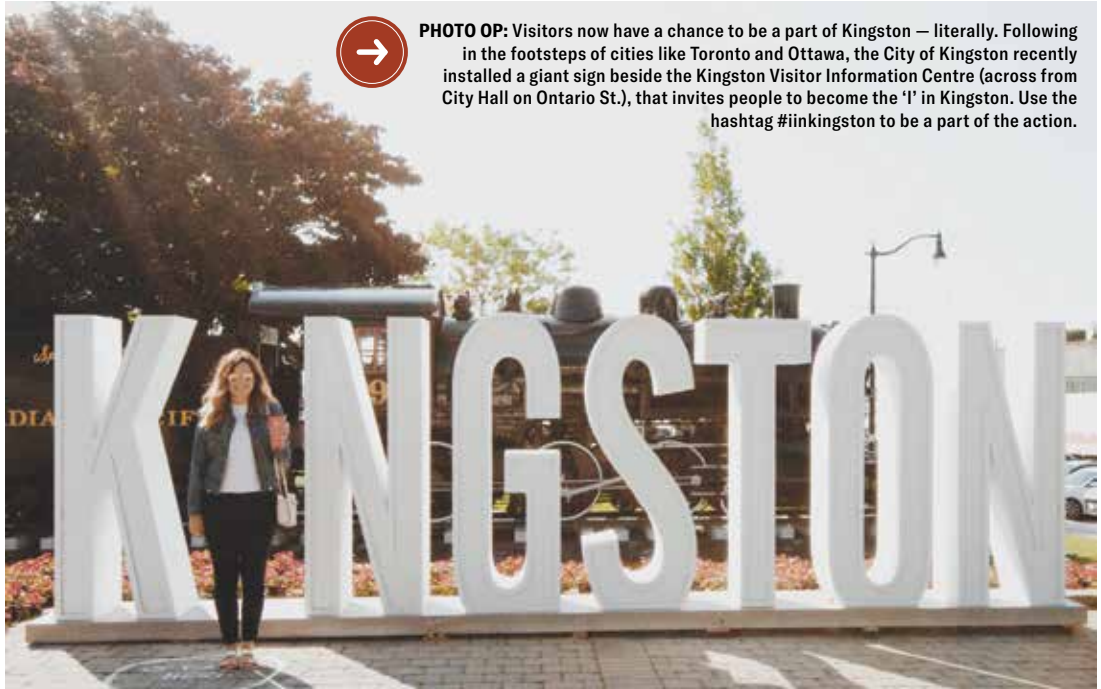 PHOTO OP: Visitors now have a chance to be a part of Kingston — literally. Following
in the footsteps of cities like Toronto and Ottawa, the City of Kingston recently
installed a giant sign beside the Kingston Visitor Information Centre (across from
City Hall on Ontario St.), that invites people to become the ‘I’ in Kingston. Use the
hashtag #iinkingston to be a part of the action.
K NGSTON